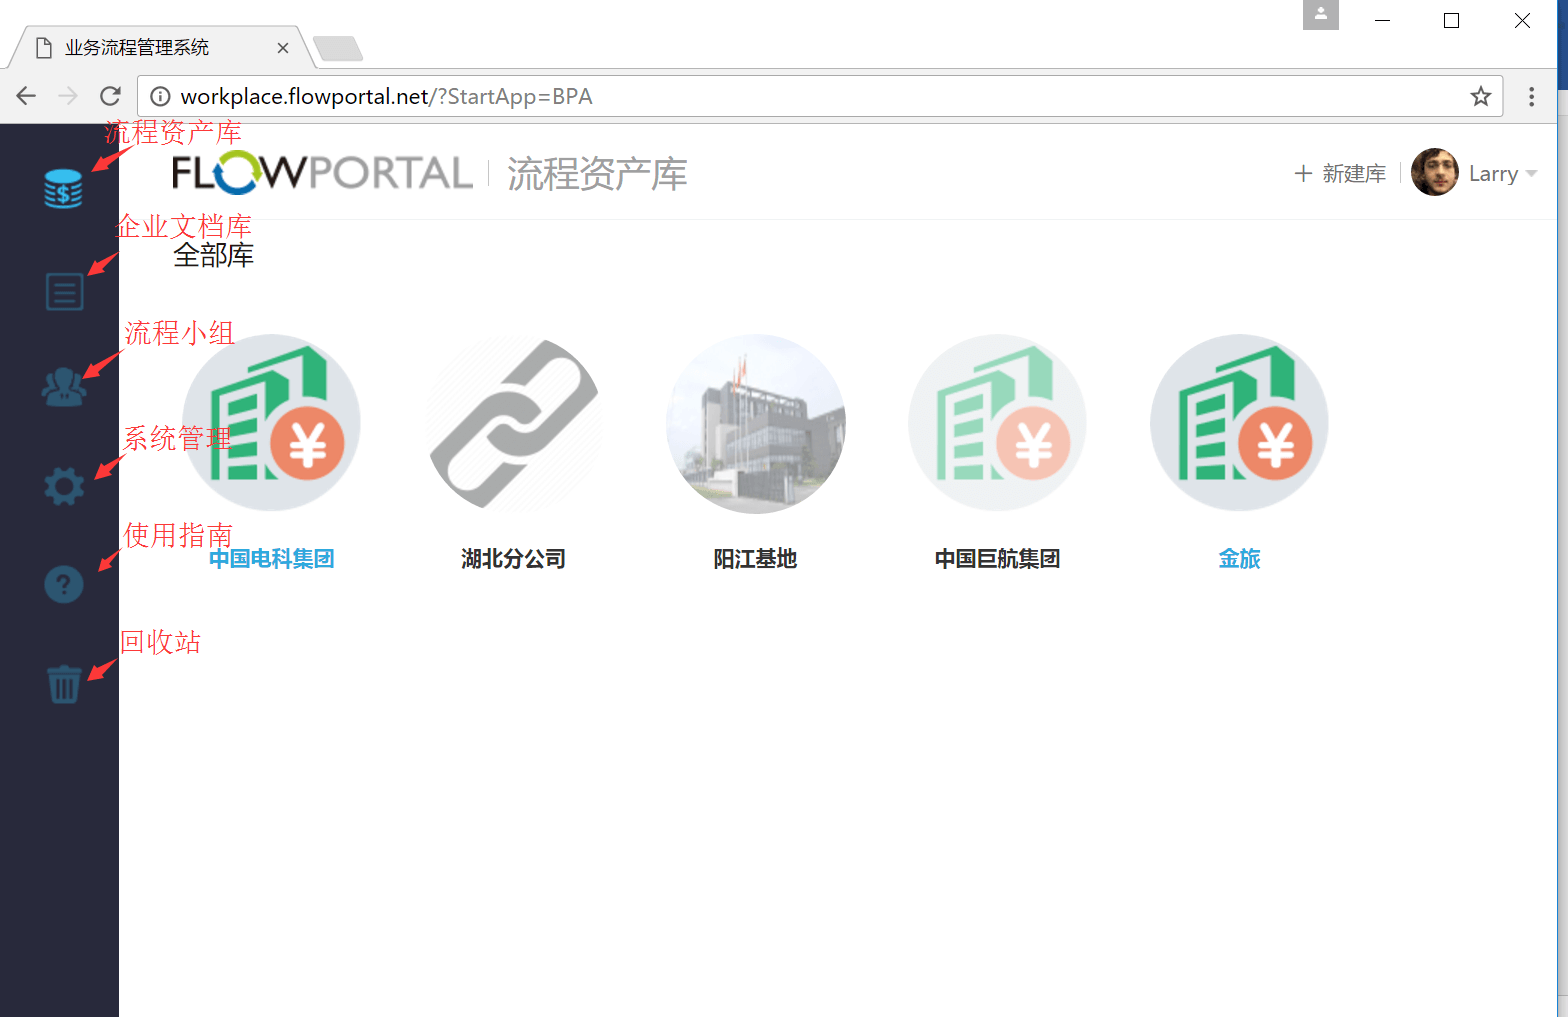 业务流程管理系统
workplace.flowportal.net/?StartApp=BPA
流程资产库
FLOWPORTAL
流程资产库
新建库
Larry
企业文档库
全部库
流程小组
系统管理
使用指南
中国电科集团
湖北分公司
阳江基地
中国巨航集团
金旅
回收站